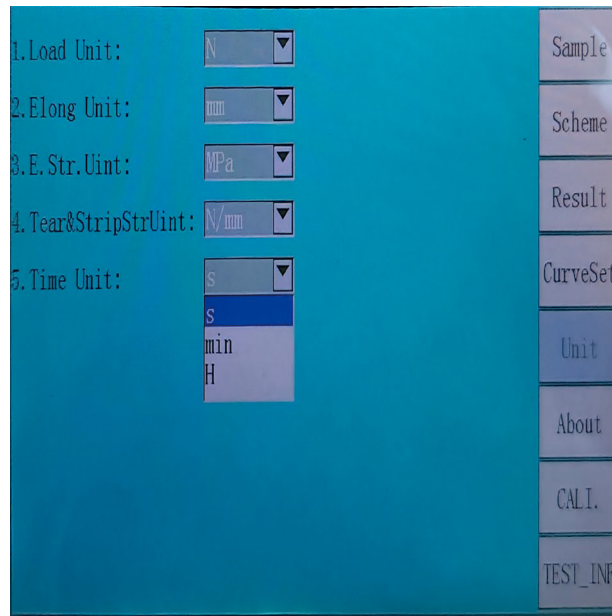 1.Load Unit: N
2.Elong Unit: mm
3.E.Str.Uint: MPa
4.Tear&StripStrUint: N/mm
5.Time Unit: s
s
min
H
Sample
Scheme
Result
CurveSet
Unit
About
CALI.
TEST_INF